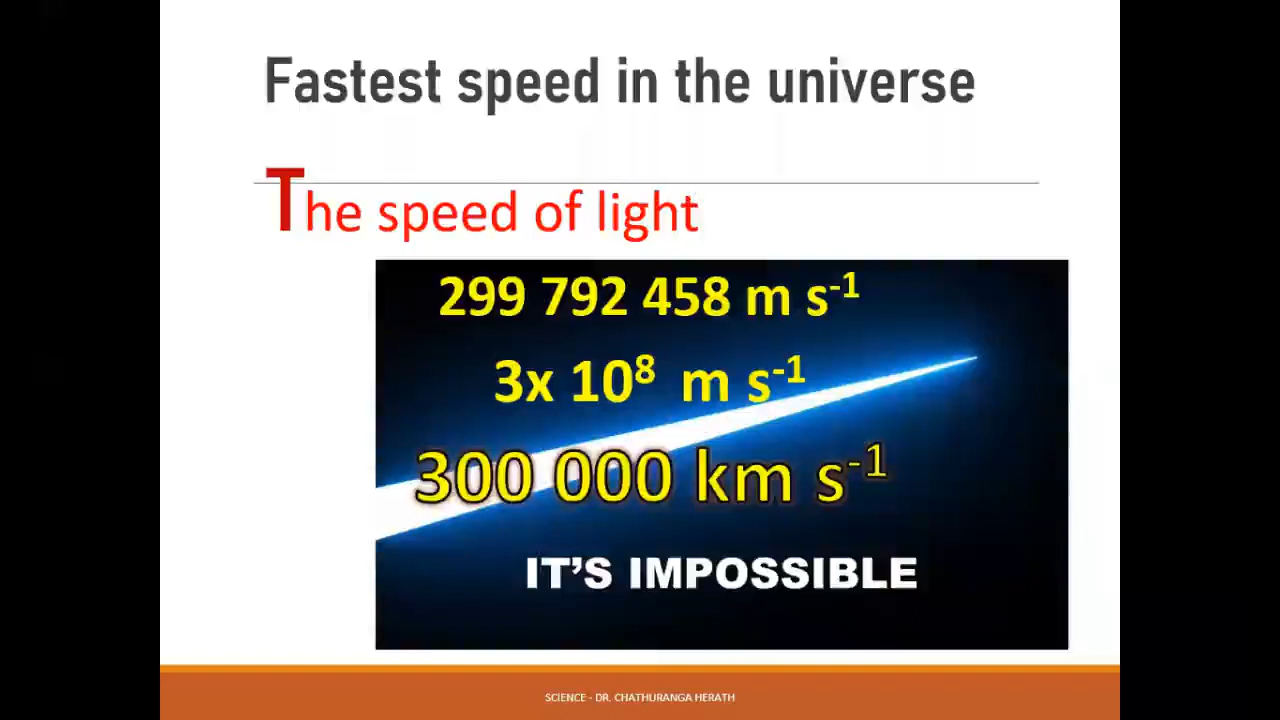 Fastest speed in the universe
The speed of light
299 792 458 m s⁻¹
3x 10⁸ m s⁻¹
300 000 km s⁻¹
IT'S IMPOSSIBLE
SCIENCE - DR. CHATHURANGA HERATH